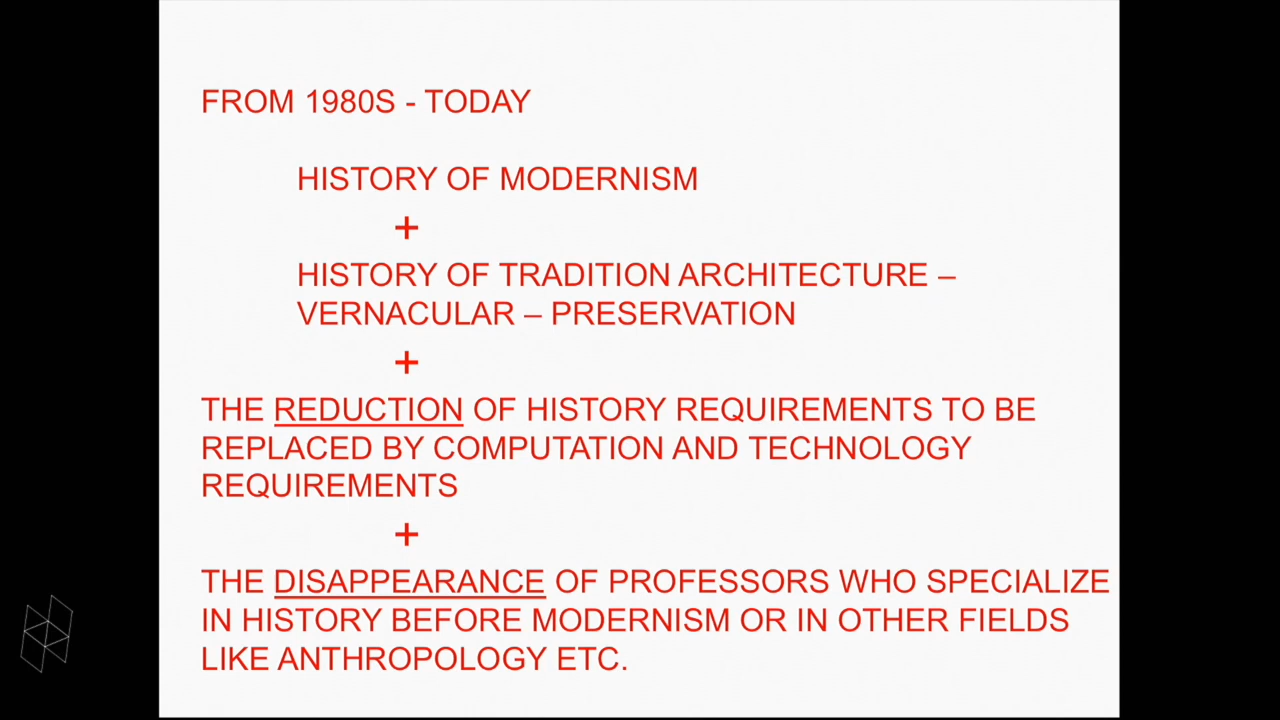 FROM 1980S - TODAY
HISTORY OF MODERNISM
+
HISTORY OF TRADITION ARCHITECTURE –
VERNACULAR – PRESERVATION
+
THE REDUCTION OF HISTORY REQUIREMENTS TO BE
REPLACED BY COMPUTATION AND TECHNOLOGY
REQUIREMENTS
+
THE DISAPPEARANCE OF PROFESSORS WHO SPECIALIZE
IN HISTORY BEFORE MODERNISM OR IN OTHER FIELDS
LIKE ANTHROPOLOGY ETC.